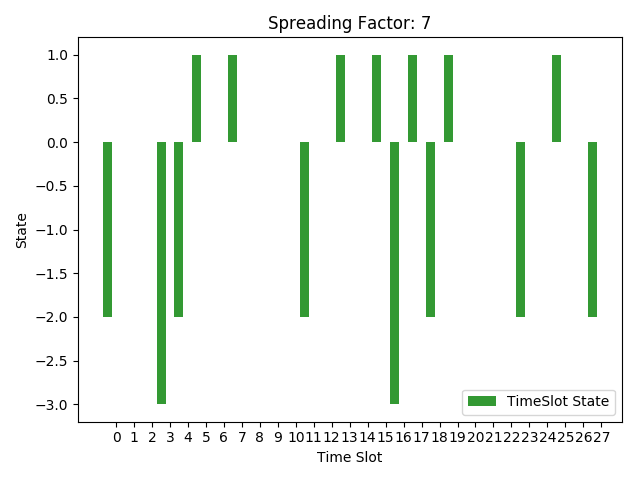 Spreading Factor: 7
State
1.0
0.5
0.0
−0.5
−1.0
−1.5
−2.0
−2.5
−3.0
TimeSlot State
0 1 2 3 4 5 6 7 8 9 10 11 12 13 14 15 16 17 18 19 20 21 22 23 24 25 26 27
Time Slot